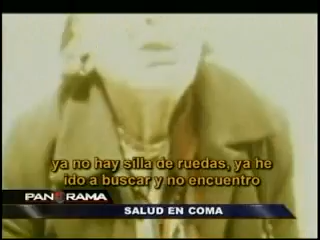 ya no hay silla de ruedas, ya he
ido a buscar y no encuentro
PANORAMA
SALUD EN COMA